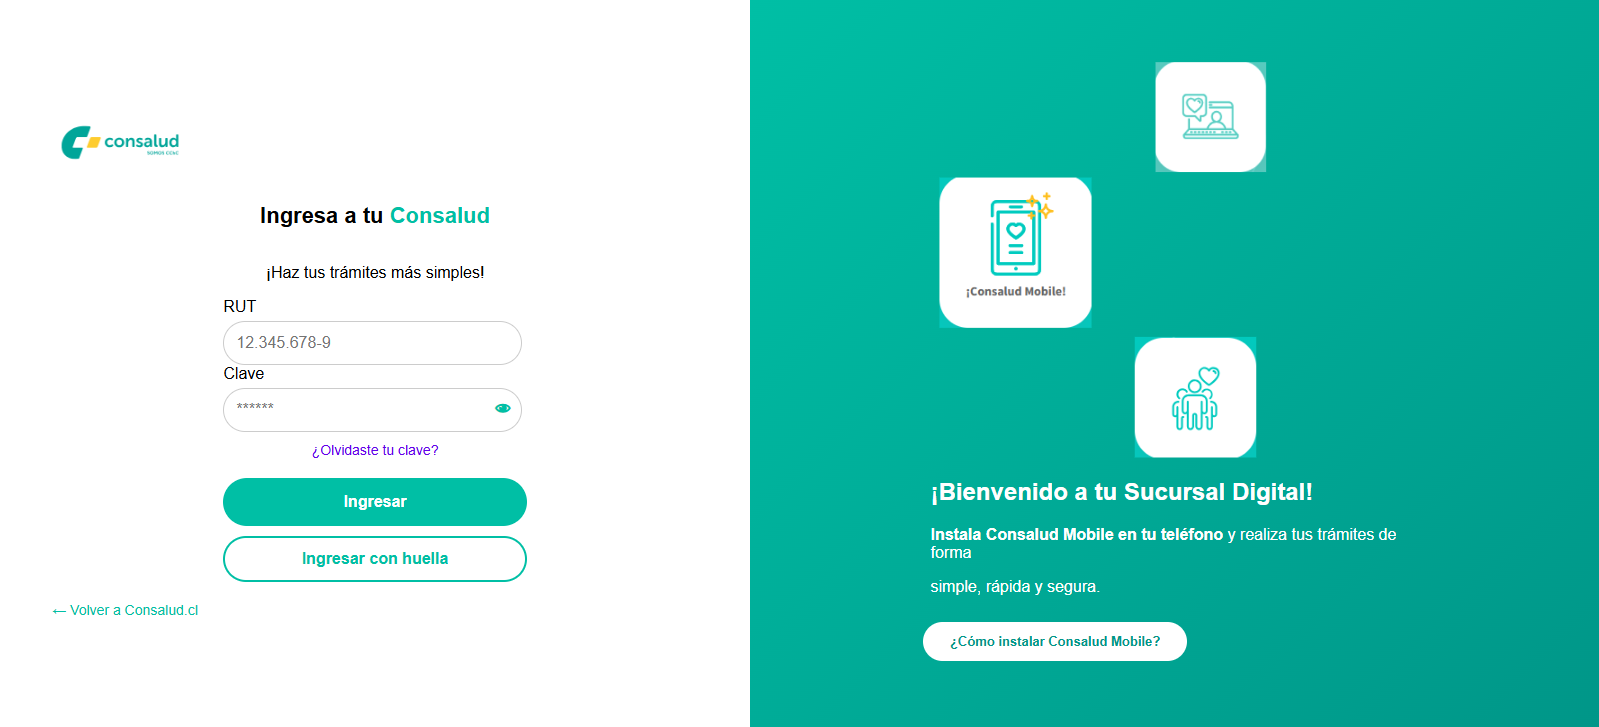 consalud
SOMOS CChC
Ingresa a tu Consalud
¡Haz tus trámites más simples!
RUT
12.345.678-9
Clave
******
¿Olvidaste tu clave?
Ingresar
Ingresar con huella
← Volver a Consalud.cl
¡Consalud Mobile!
¡Bienvenido a tu Sucursal Digital!
Instala Consalud Mobile en tu teléfono y realiza tus trámites de
forma
simple, rápida y segura.
¿Cómo instalar Consalud Mobile?